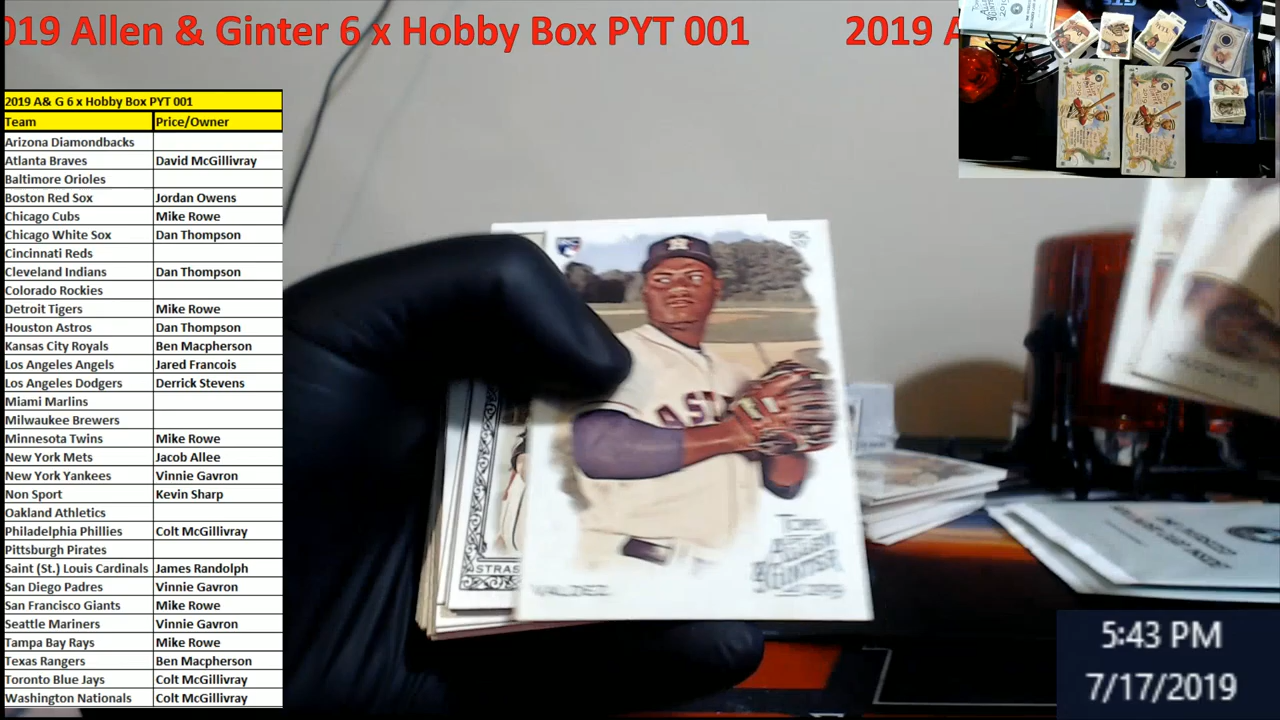 019 Allen & Ginter 6 x Hobby Box PYT 001 2019 A
2019 A& G 6 x Hobby Box PYT 001
Team Price/Owner
Arizona Diamondbacks
Atlanta Braves David McGillivray
Baltimore Orioles
Boston Red Sox Jordan Owens
Chicago Cubs Mike Rowe
Chicago White Sox Dan Thompson
Cincinnati Reds
Cleveland Indians Dan Thompson
Colorado Rockies
Detroit Tigers Mike Rowe
Houston Astros Dan Thompson
Kansas City Royals Ben Macpherson
Los Angeles Angels Jared Francois
Los Angeles Dodgers Derrick Stevens
Miami Marlins
Milwaukee Brewers
Minnesota Twins Mike Rowe
New York Mets Jacob Allee
New York Yankees Vinnie Gavron
Non Sport Kevin Sharp
Oakland Athletics
Philadelphia Phillies Colt McGillivray
Pittsburgh Pirates
Saint (St.) Louis Cardinals James Randolph
San Diego Padres Vinnie Gavron
San Francisco Giants Mike Rowe
Seattle Mariners Vinnie Gavron
Tampa Bay Rays Mike Rowe
Texas Rangers Ben Macpherson
Toronto Blue Jays Colt McGillivray
Washington Nationals Colt McGillivray
RC
H
AST
STRAS
VALDEZ
TOPPS
ALLEN
& GINTER
2019
5:43 PM
7/17/2019